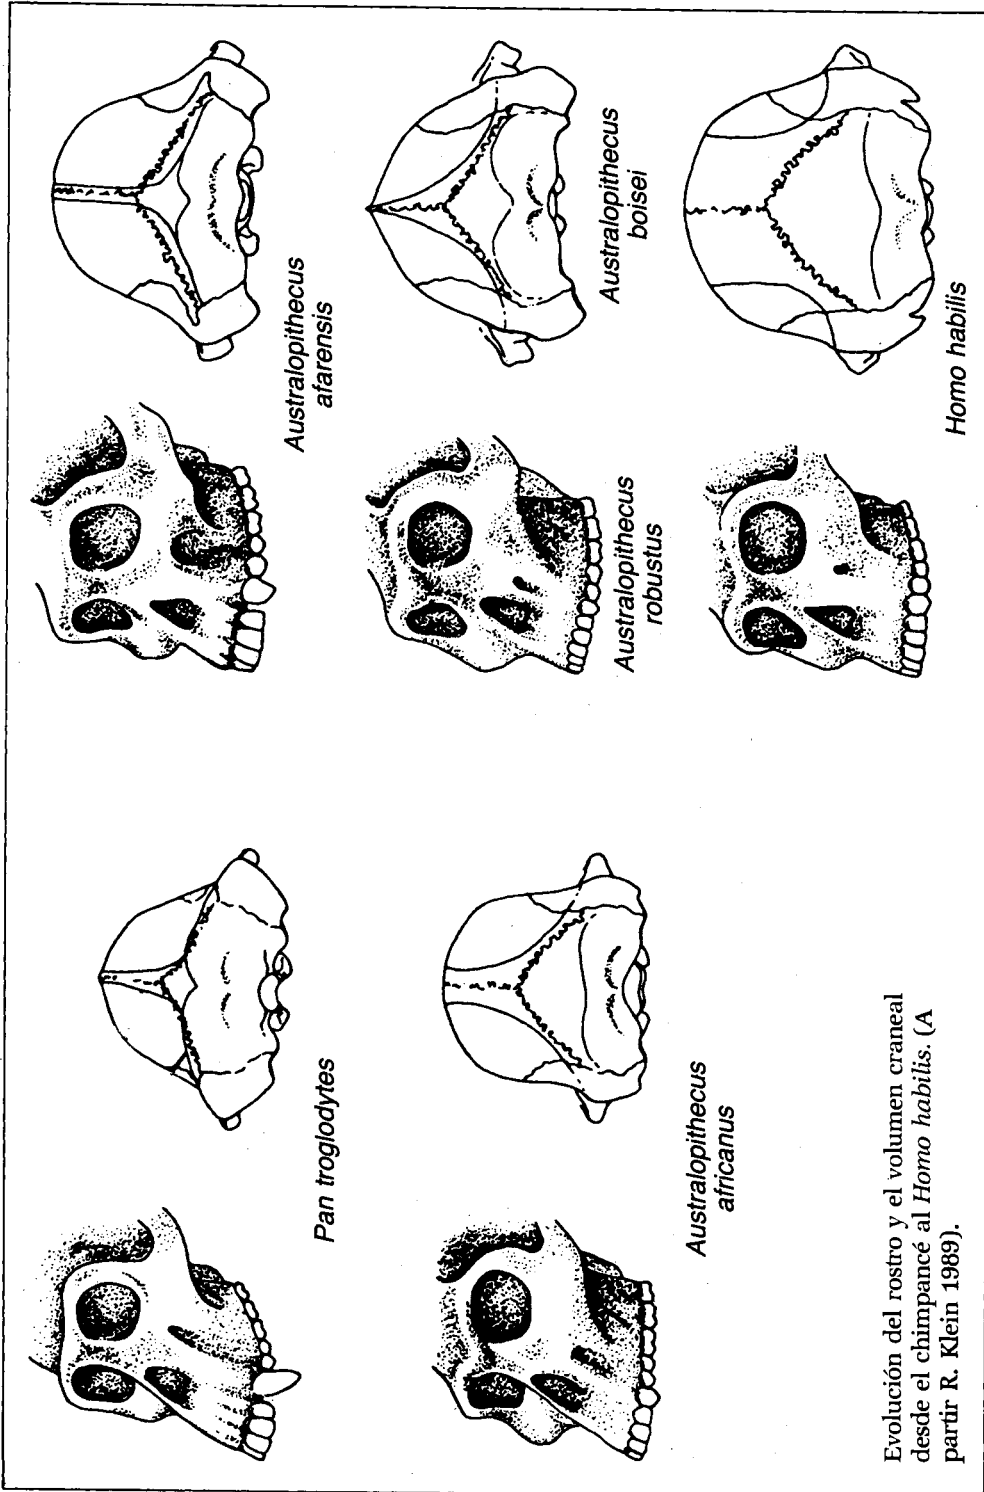 Pan troglodytes
Australopithecus
afarensis
Australopithecus
africanus
Australopithecus
robustus
Australopithecus
boisei
Homo habilis
Evolución del rostro y el volumen craneal
desde el chimpancé al Homo habilis. (A
partir R. Klein 1989).